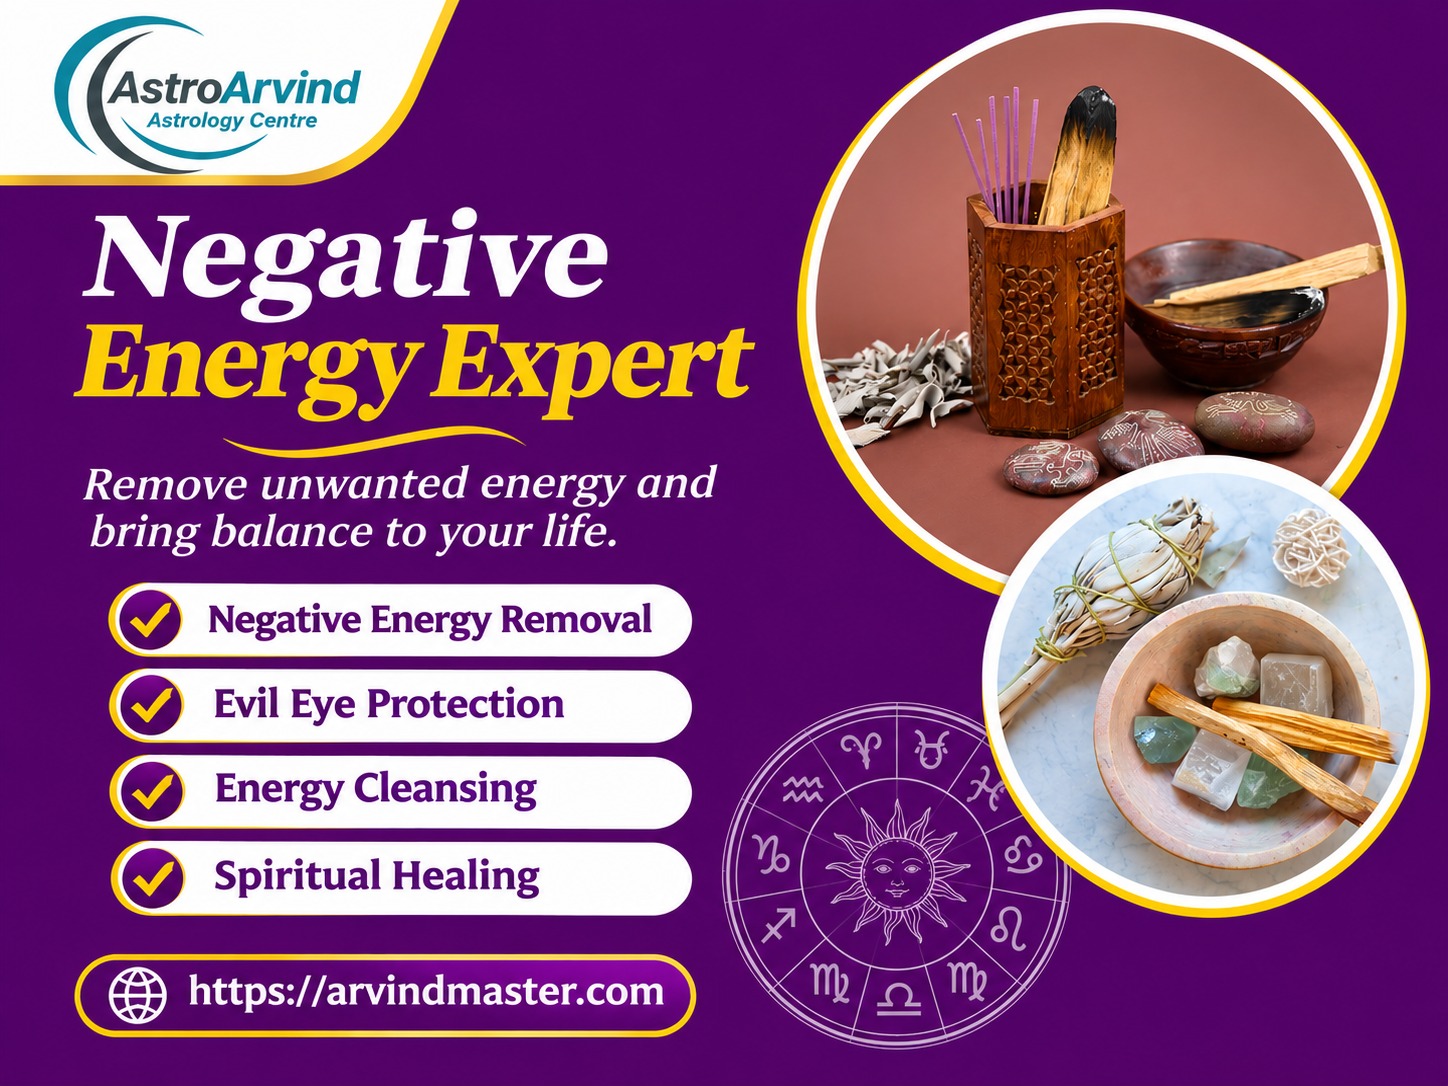 AstroArvind
Astrology Centre
Negative
Energy Expert
Remove unwanted energy and
bring balance to your life.
Negative Energy Removal
Evil Eye Protection
Energy Cleansing
Spiritual Healing
https://arvindmaster.com